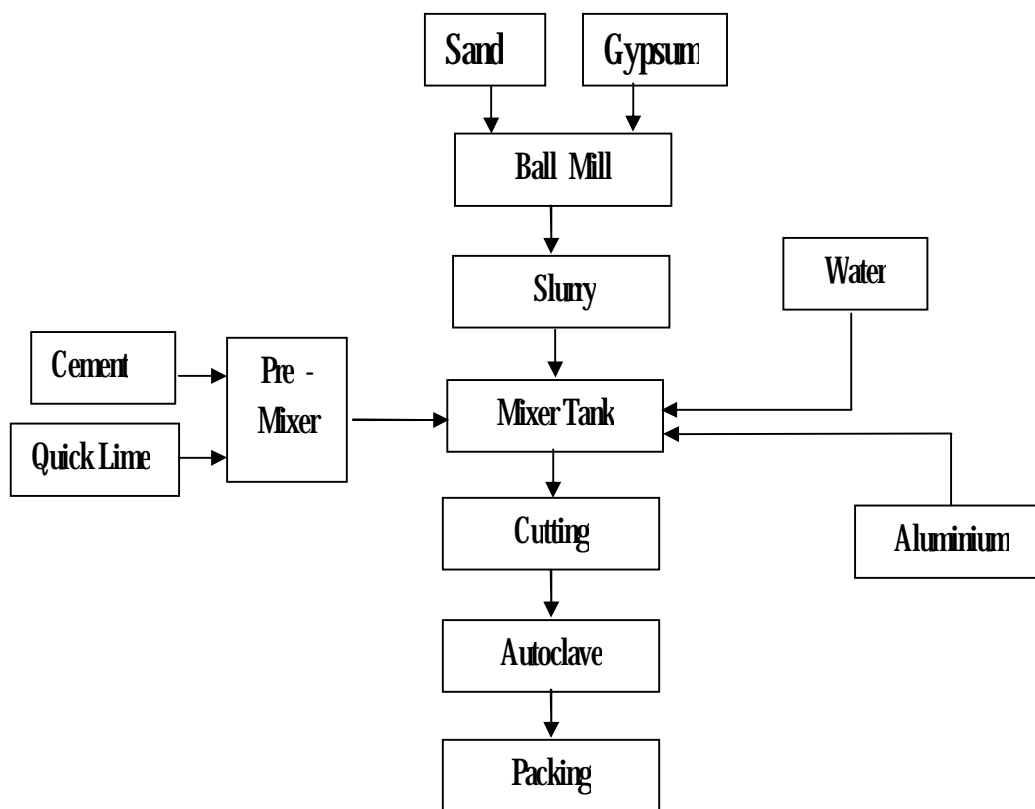 Sand
Gypsum
Ball Mill
Slurry
Water
Cement
Pre -
Mixer
Mixer Tank
Quick Lime
Cutting
Aluminium
Autoclave
Packing